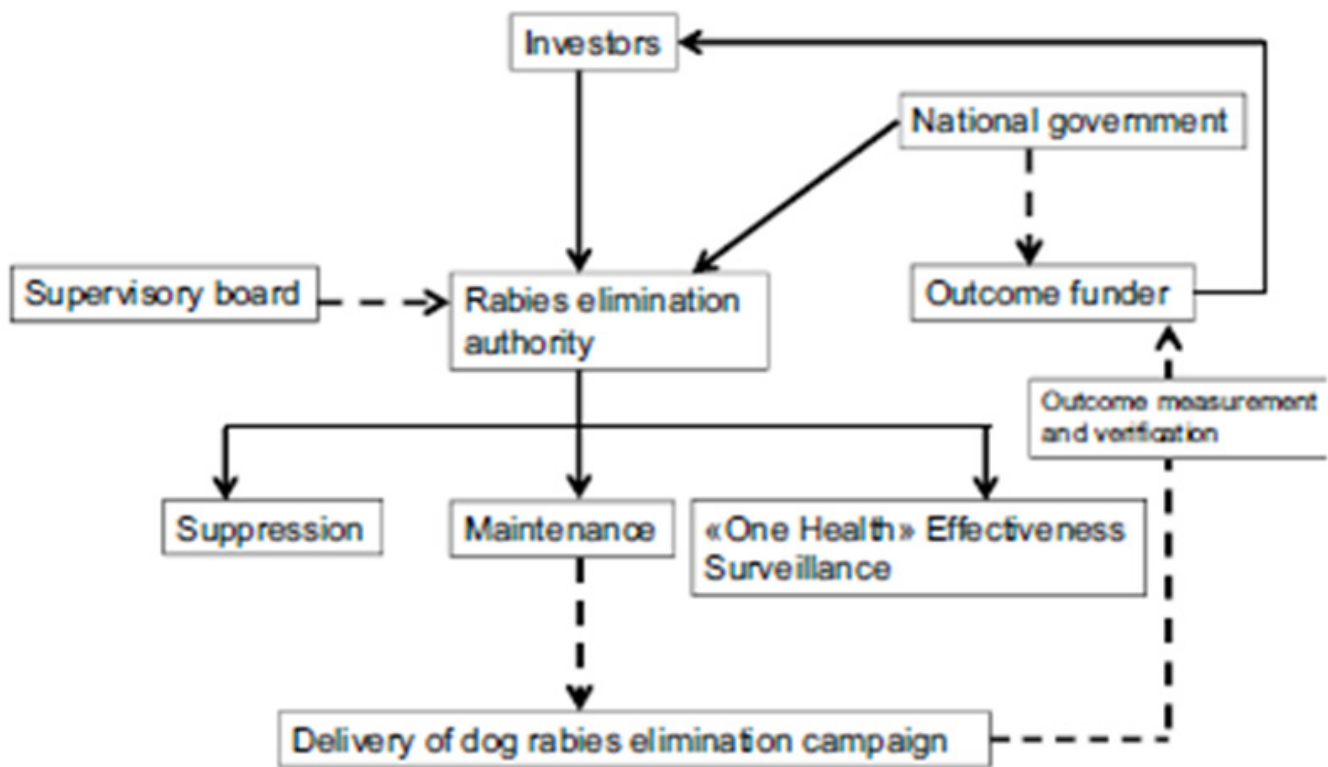 Investors
National government
Supervisory board
Rabies elimination
authority
Outcome funder
Outcome measurement
and verification
Suppression
Maintenance
«One Health» Effectiveness
Surveillance
Delivery of dog rabies elimination campaign